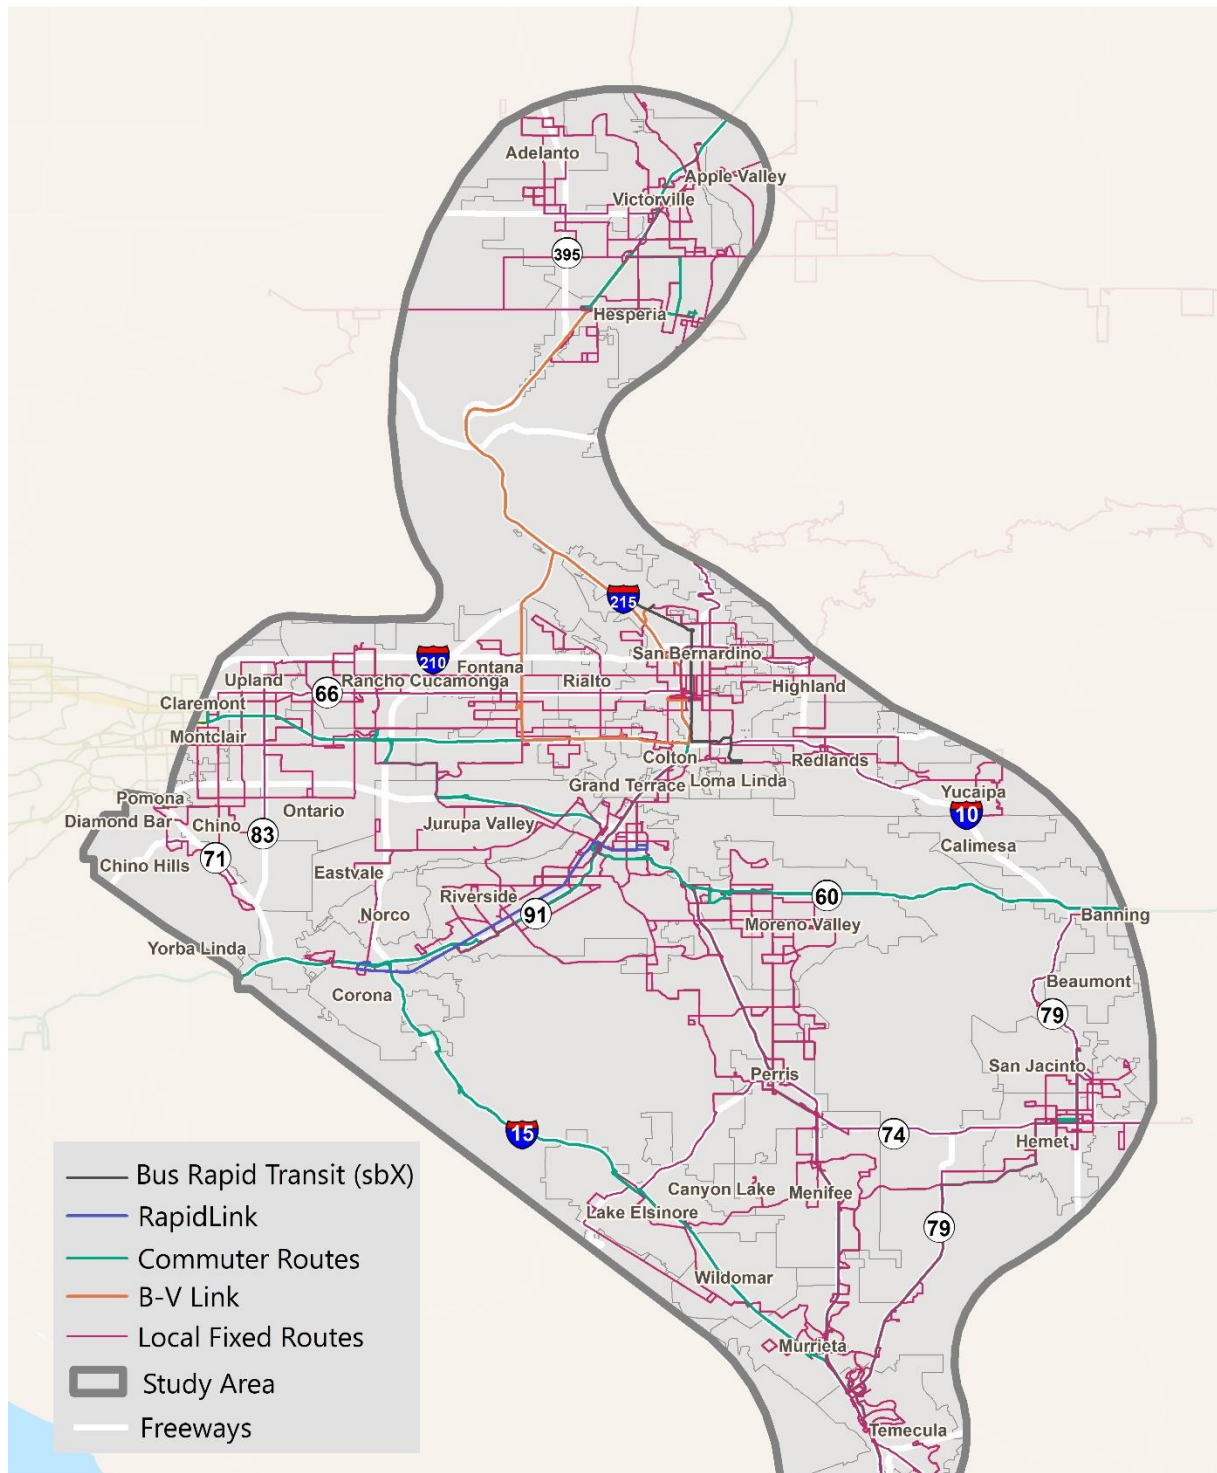 Adelanto
Apple Valley
Victorville
395
Hesperia
215
San Bernardino
210
Fontana
Upland
Rancho Cucamonga
Rialto
Highland
66
Claremont
Montclair
Colton
Redlands
Grand Terrace
Loma Linda
Yucaipa
Pomona
Ontario
10
Diamond Bar
Chino
Jurupa Valley
83
Calimesa
71
Chino Hills
Eastvale
Riverside
60
Norco
91
Banning
Moreno Valley
Yorba Linda
Corona
Beaumont
79
San Jacinto
Perris
15
74
Hemet
Canyon Lake
Menifee
Lake Elsinore
79
Wildomar
Murrieta
Temecula
Bus Rapid Transit (sbX)
RapidLink
Commuter Routes
B-V Link
Local Fixed Routes
Study Area
Freeways